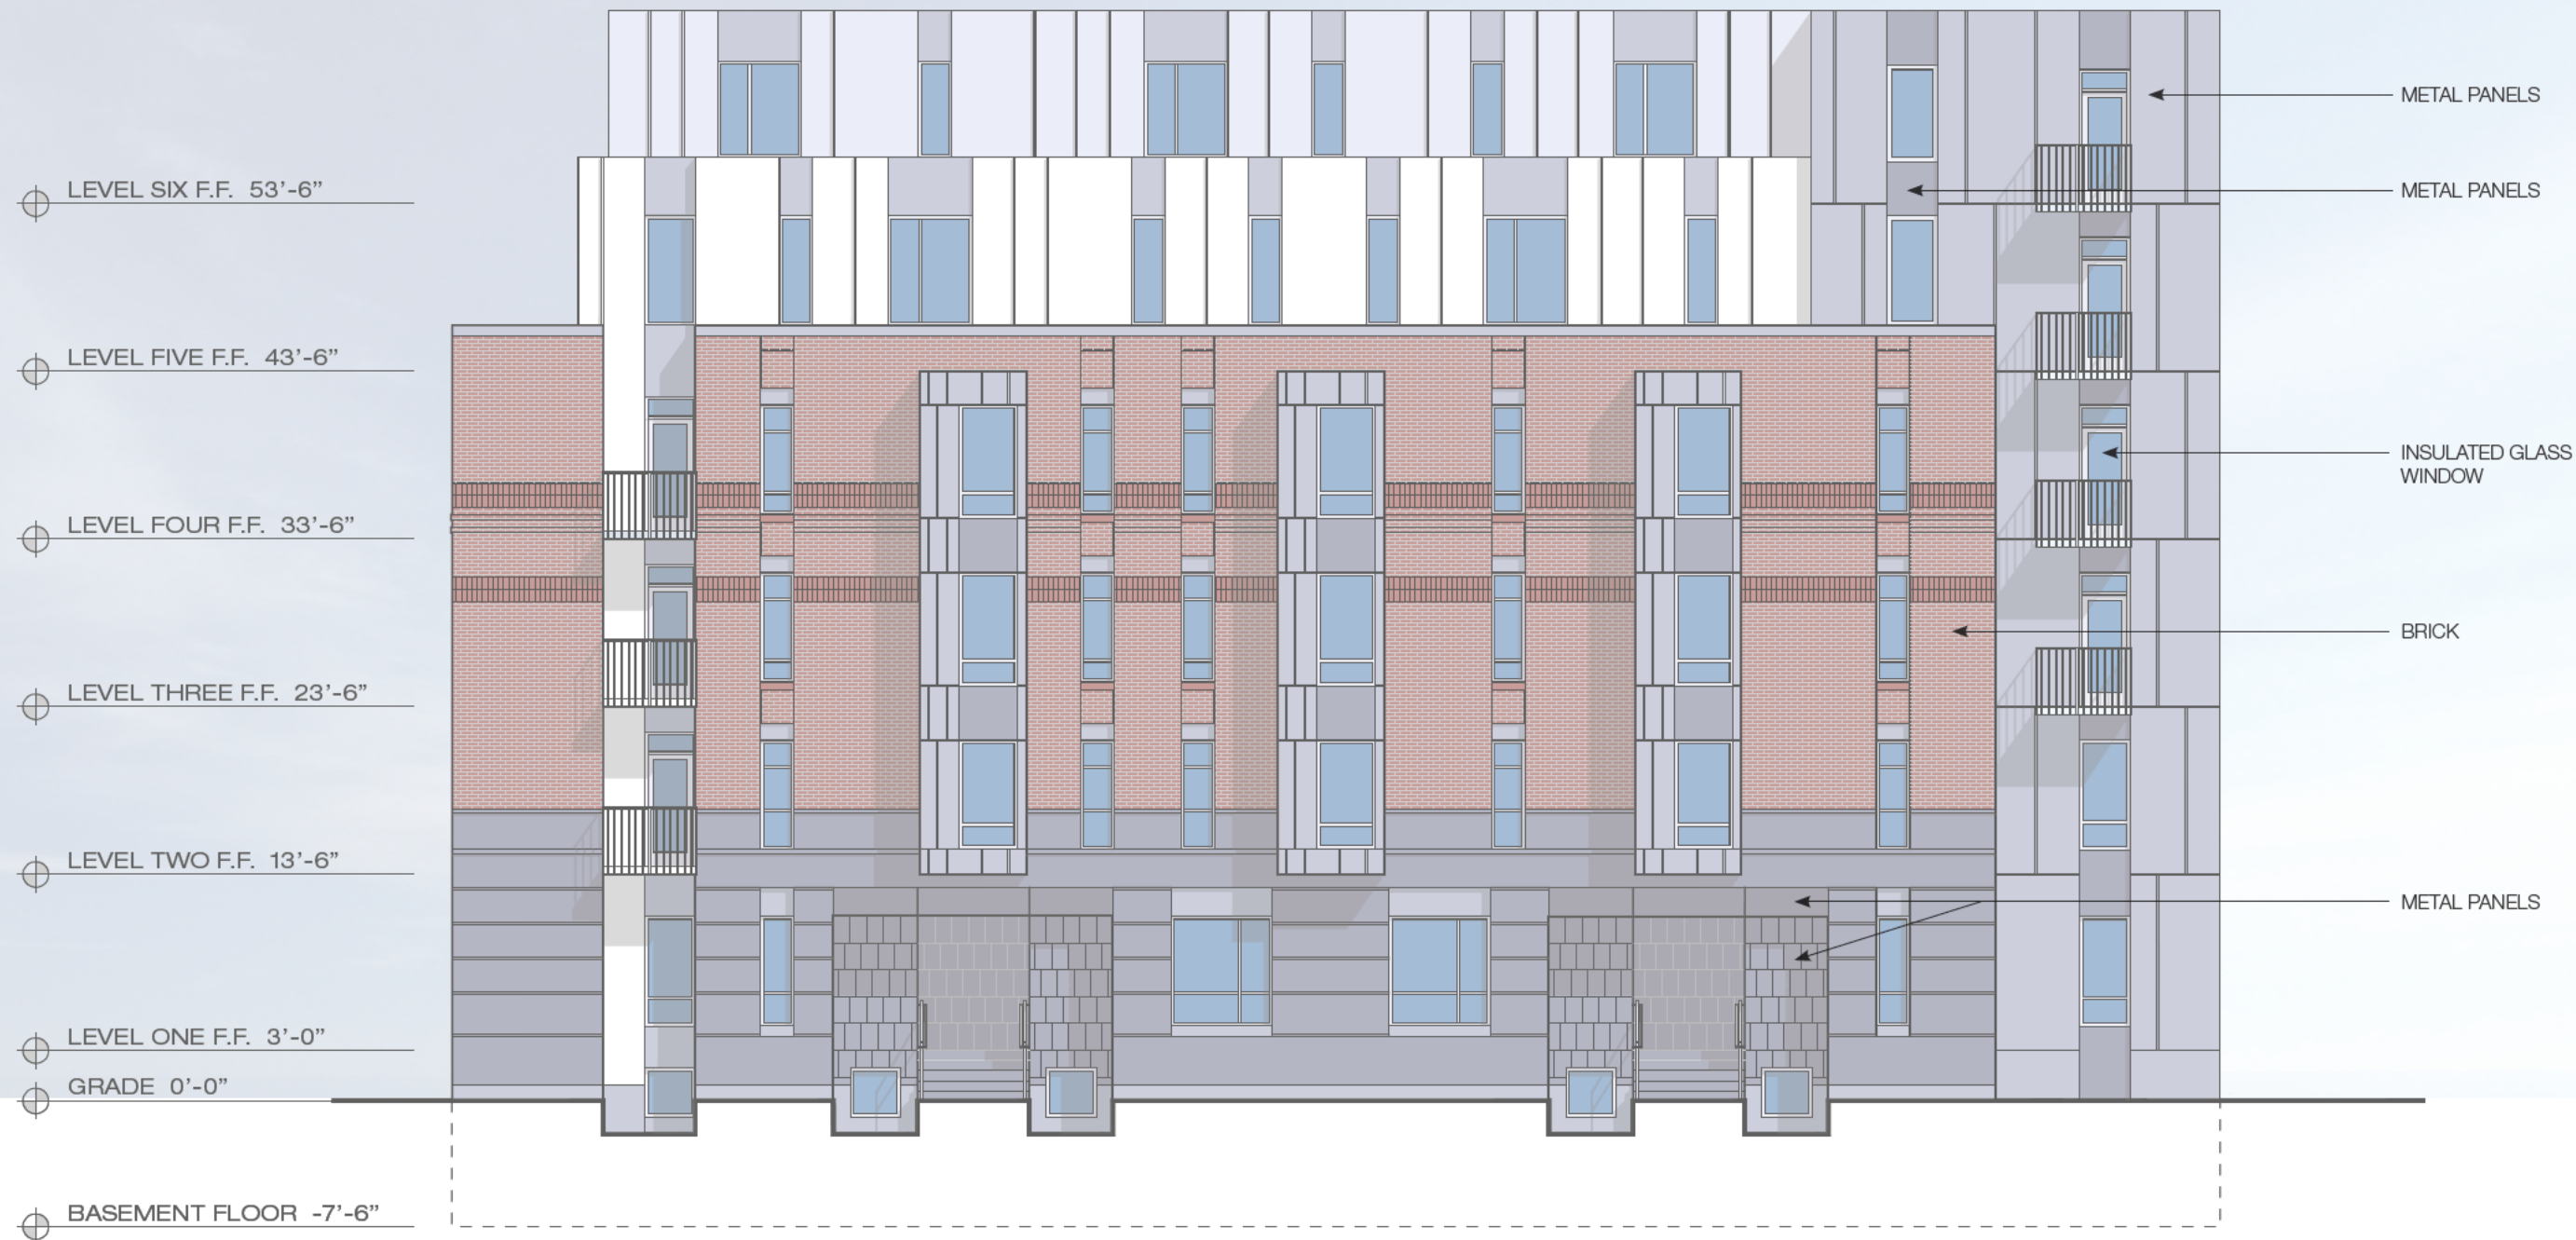 METAL PANELS
LEVEL SIX F.F. 53’-6”
METAL PANELS
LEVEL FIVE F.F. 43’-6”
INSULATED GLASS
WINDOW
LEVEL FOUR F.F. 33’-6”
BRICK
LEVEL THREE F.F. 23’-6”
LEVEL TWO F.F. 13’-6”
METAL PANELS
LEVEL ONE F.F. 3’-0”
GRADE 0’-0”
BASEMENT FLOOR -7’-6”